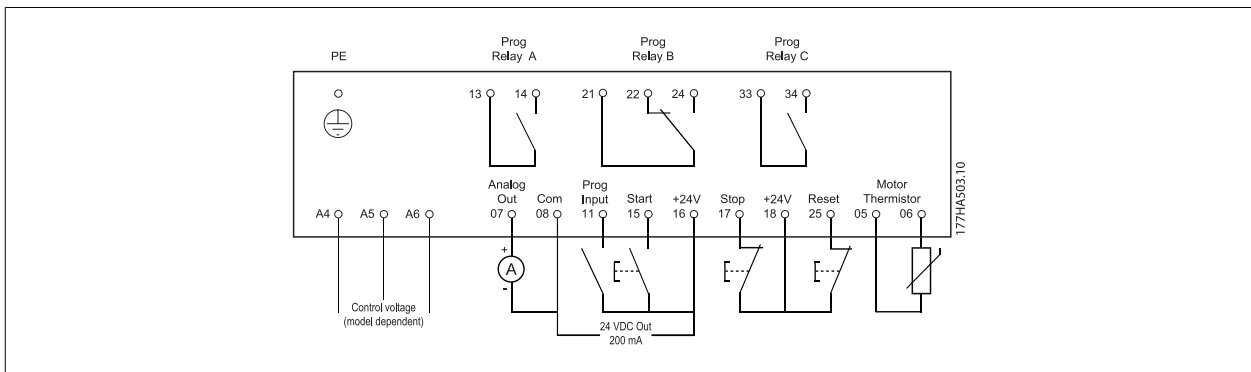 PE
Prog
Relay A
Prog
Relay B
Prog
Relay C
13 14 21 22 24 33 34
Analog
Out
07
Com
08
Prog
Input
11
Start
15
+24V
16
Stop
17
+24V
18
Reset
25
Motor
Thermistor
05 06
A4 A5 A6
177HA503.10
+
A
-
Control voltage
(model dependent)
24 VDC Out
200 mA